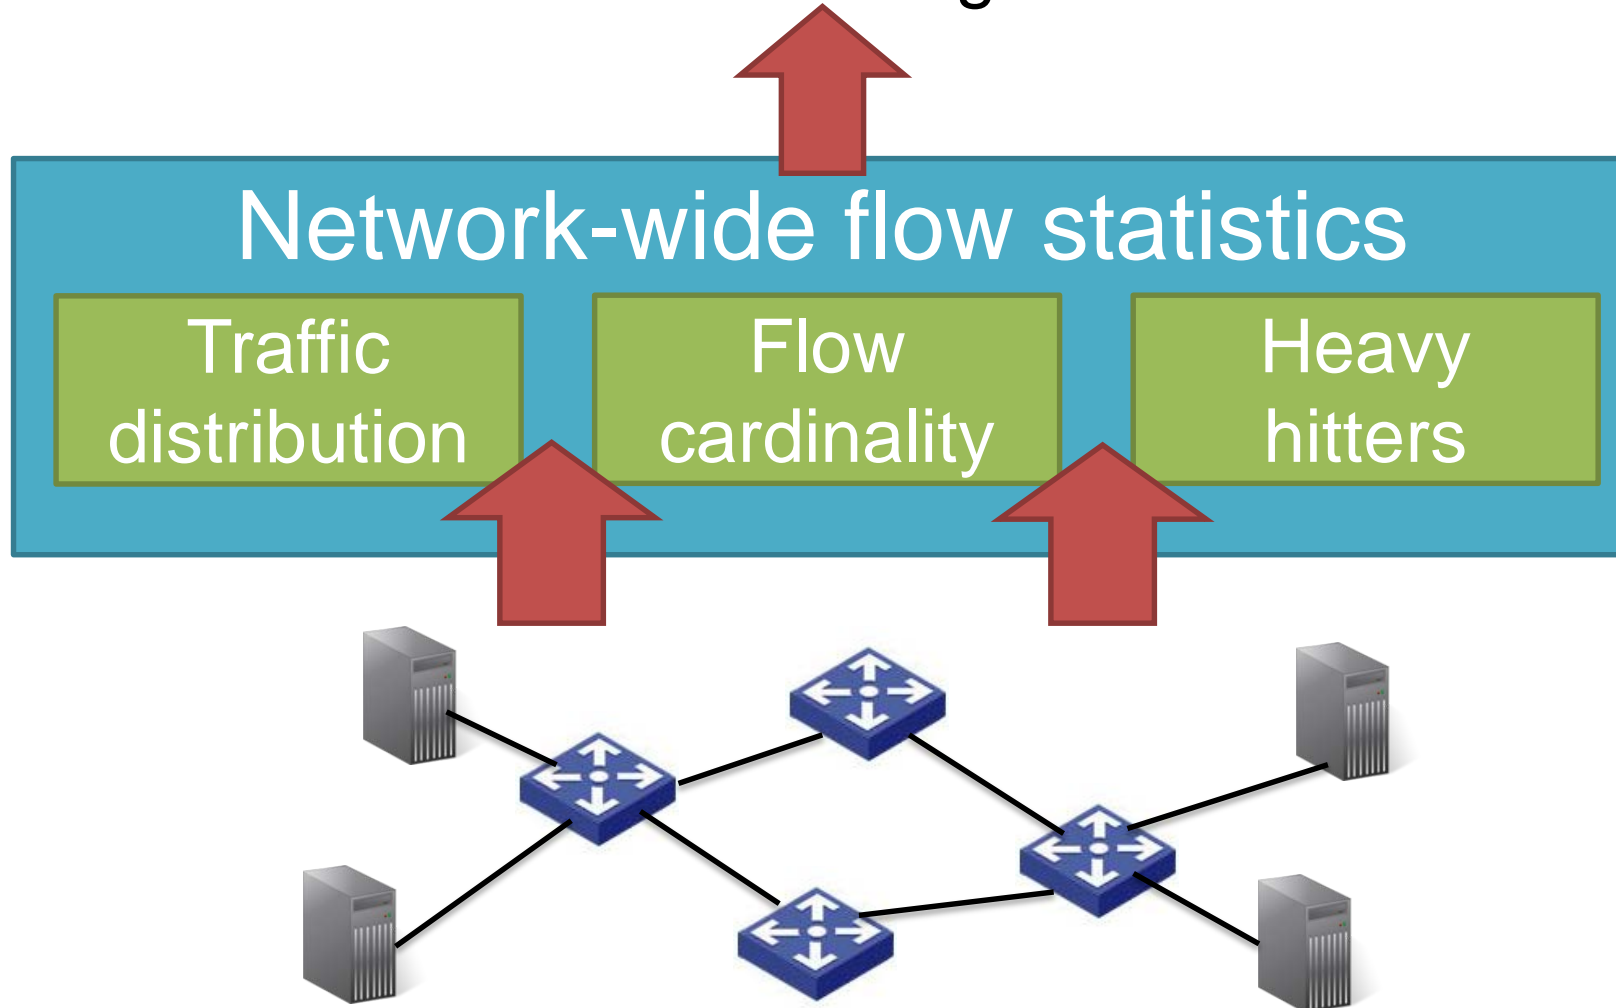 Network-wide flow statistics
Traffic
distribution
Flow
cardinality
Heavy
hitters